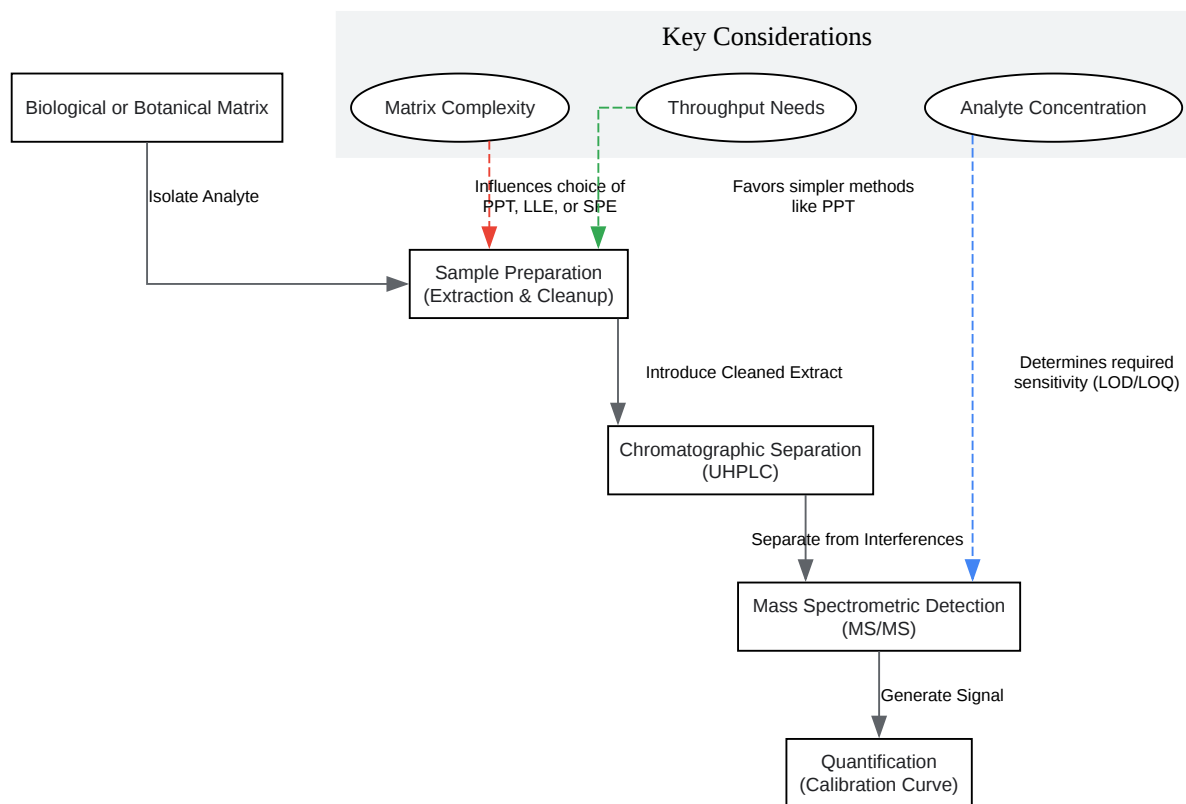 Key Considerations
Biological or Botanical Matrix
Matrix Complexity
Throughput Needs
Analyte Concentration
Isolate Analyte
Influences choice of
PPT, LLE, or SPE
Favors simpler methods
like PPT
Sample Preparation
(Extraction & Cleanup)
Introduce Cleaned Extract
Determines required
sensitivity (LOD/LOQ)
Chromatographic Separation
(UHPLC)
Separate from Interferences
Mass Spectrometric Detection
(MS/MS)
Generate Signal
Quantification
(Calibration Curve)